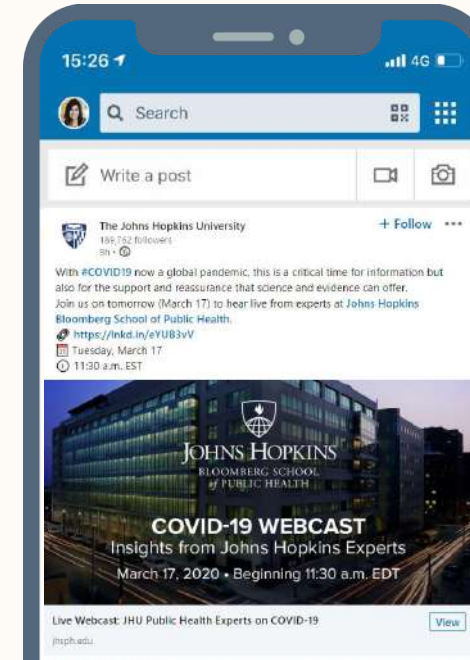 15:26
4G
Search
Write a post
The Johns Hopkins University
+ Follow
189,762 followers
9h •
With #COVID19 now a global pandemic, this is a critical time for information but
also for the support and reassurance that science and evidence can offer.
Join us on tomorrow (March 17) to hear live from experts at Johns Hopkins
Bloomberg School of Public Health.
https://lnkd.in/eYUB3vV
Tuesday, March 17
11:30 a.m. EST
JOHNS HOPKINS
BLOOMBERG SCHOOL
of PUBLIC HEALTH
COVID-19 WEBCAST
Insights from Johns Hopkins Experts
March 17, 2020 • Beginning 11:30 a.m. EDT
Live Webcast: JHU Public Health Experts on COVID-19
View
jhsph.edu